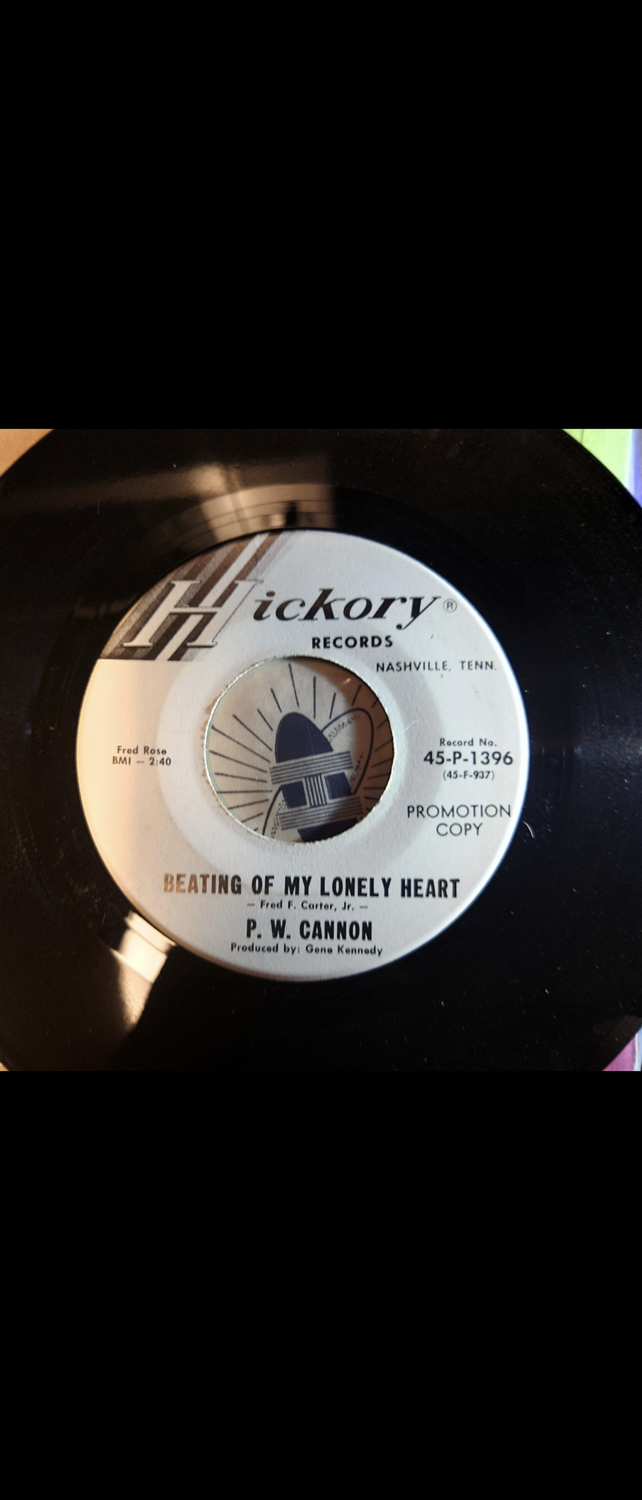 Hickory®
RECORDS
NASHVILLE, TENN.
Fred Rose
BMI — 2:40
Record No.
45-P-1396
(45-F-937)
PROMOTION
COPY
BEATING OF MY LONELY HEART
— Fred F. Carter, Jr. —
P. W. CANNON
Produced by: Gene Kennedy